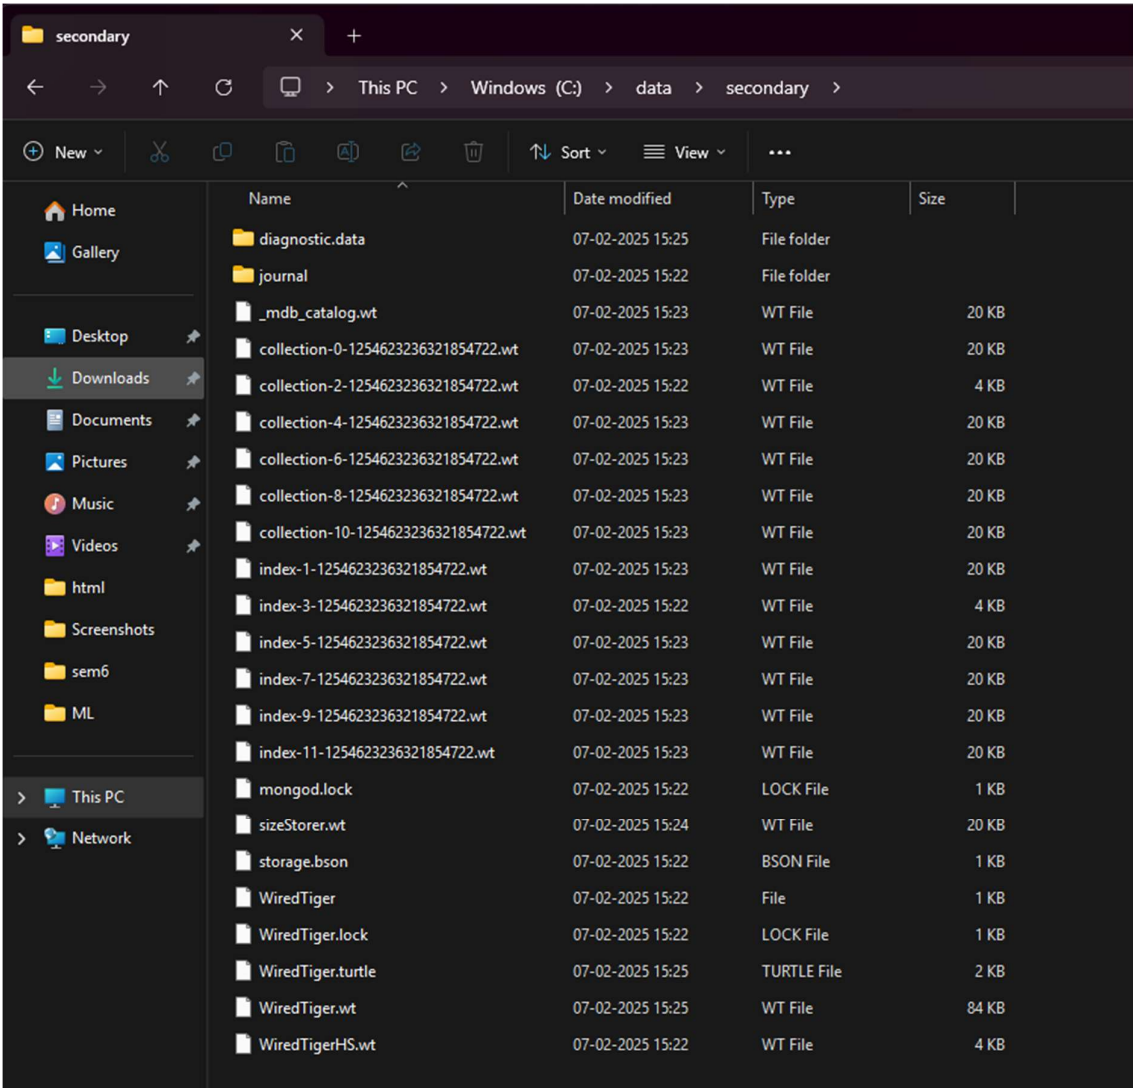 secondary
This PC > Windows (C:) > data > secondary >
New Sort View
Name Date modified Type Size
Home
Gallery
Desktop
Downloads
Documents
Pictures
Music
Videos
html
Screenshots
sem6
ML
This PC
Network
diagnostic.data 07-02-2025 15:25 File folder
journal 07-02-2025 15:22 File folder
_mdb_catalog.wt 07-02-2025 15:23 WT File 20 KB
collection-0-1254623236321854722.wt 07-02-2025 15:23 WT File 20 KB
collection-2-1254623236321854722.wt 07-02-2025 15:22 WT File 4 KB
collection-4-1254623236321854722.wt 07-02-2025 15:23 WT File 20 KB
collection-6-1254623236321854722.wt 07-02-2025 15:23 WT File 20 KB
collection-8-1254623236321854722.wt 07-02-2025 15:23 WT File 20 KB
collection-10-1254623236321854722.wt 07-02-2025 15:23 WT File 20 KB
index-1-1254623236321854722.wt 07-02-2025 15:23 WT File 20 KB
index-3-1254623236321854722.wt 07-02-2025 15:22 WT File 4 KB
index-5-1254623236321854722.wt 07-02-2025 15:23 WT File 20 KB
index-7-1254623236321854722.wt 07-02-2025 15:23 WT File 20 KB
index-9-1254623236321854722.wt 07-02-2025 15:23 WT File 20 KB
index-11-1254623236321854722.wt 07-02-2025 15:23 WT File 20 KB
mongod.lock 07-02-2025 15:22 LOCK File 1 KB
sizeStorer.wt 07-02-2025 15:24 WT File 20 KB
storage.bson 07-02-2025 15:22 BSON File 1 KB
WiredTiger 07-02-2025 15:22 File 1 KB
WiredTiger.lock 07-02-2025 15:22 LOCK File 1 KB
WiredTiger.turtle 07-02-2025 15:25 TURTLE File 2 KB
WiredTiger.wt 07-02-2025 15:25 WT File 84 KB
WiredTigerHS.wt 07-02-2025 15:22 WT File 4 KB